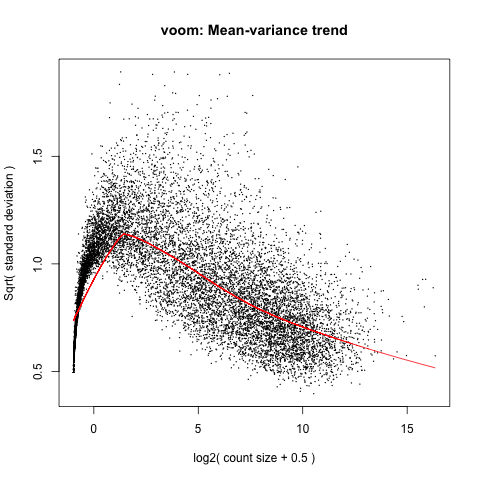 voom: Mean-variance trend
Sqrt( standard deviation )
1.5
1.0
0.5
0
5
10
15
log2( count size + 0.5 )